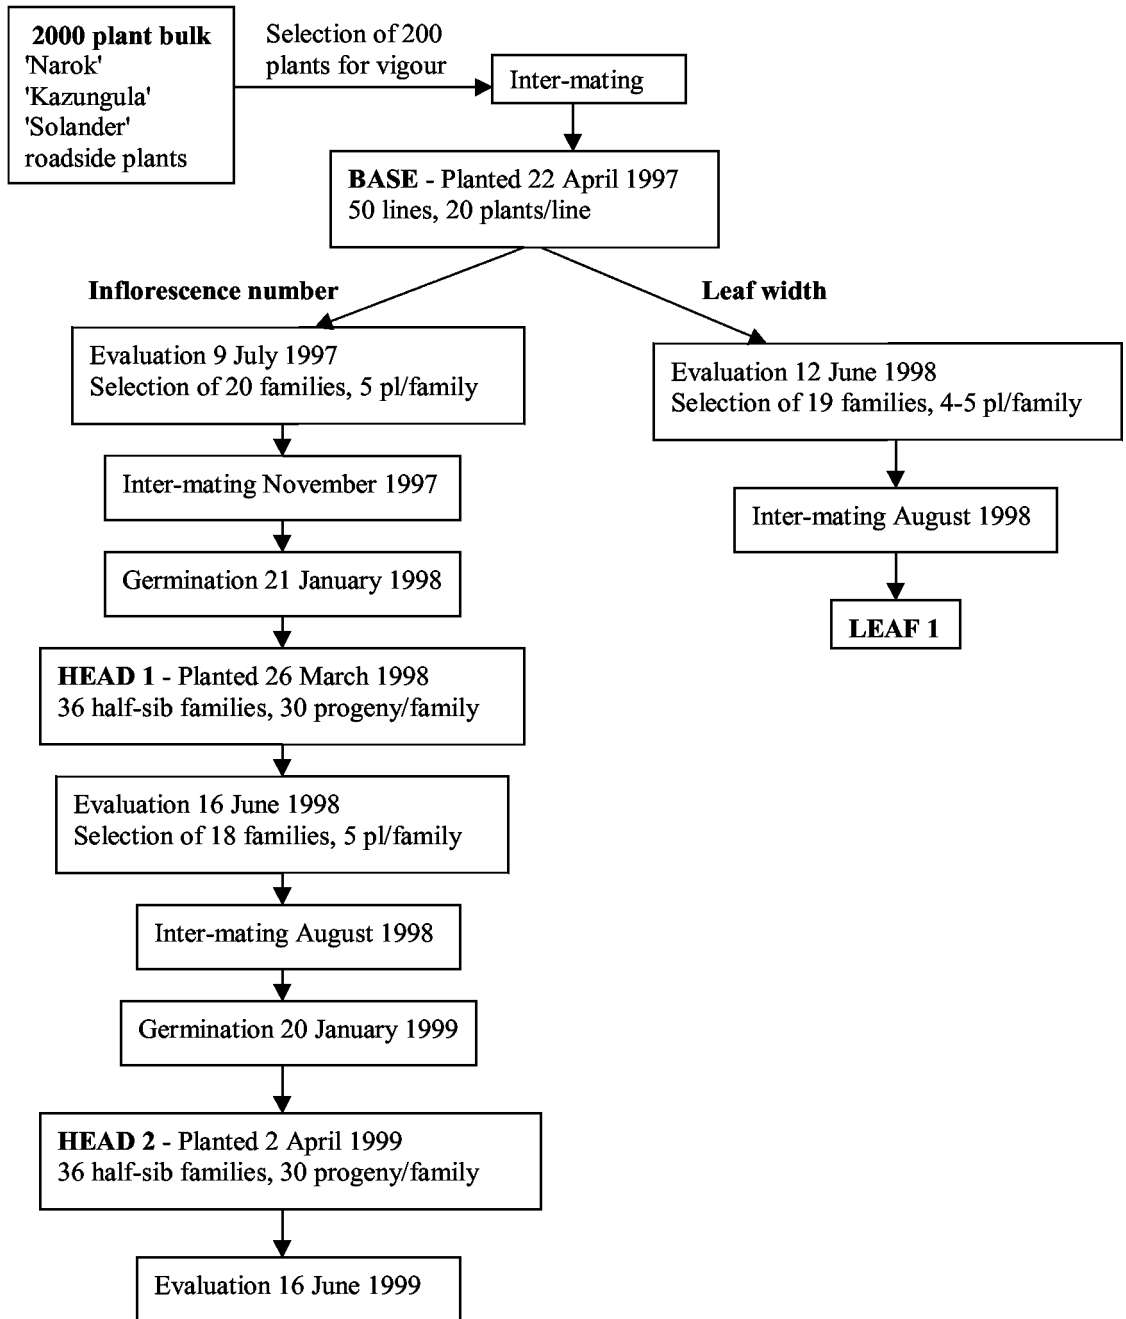 2000 plant bulk
'Narok'
'Kazungula'
'Solander'
roadside plants
Selection of 200
plants for vigour
Inter-mating
BASE - Planted 22 April 1997
50 lines, 20 plants/line
Inflorescence number
Leaf width
Evaluation 9 July 1997
Selection of 20 families, 5 pl/family
Evaluation 12 June 1998
Selection of 19 families, 4-5 pl/family
Inter-mating November 1997
Inter-mating August 1998
Germination 21 January 1998
LEAF 1
HEAD 1 - Planted 26 March 1998
36 half-sib families, 30 progeny/family
Evaluation 16 June 1998
Selection of 18 families, 5 pl/family
Inter-mating August 1998
Germination 20 January 1999
HEAD 2 - Planted 2 April 1999
36 half-sib families, 30 progeny/family
Evaluation 16 June 1999